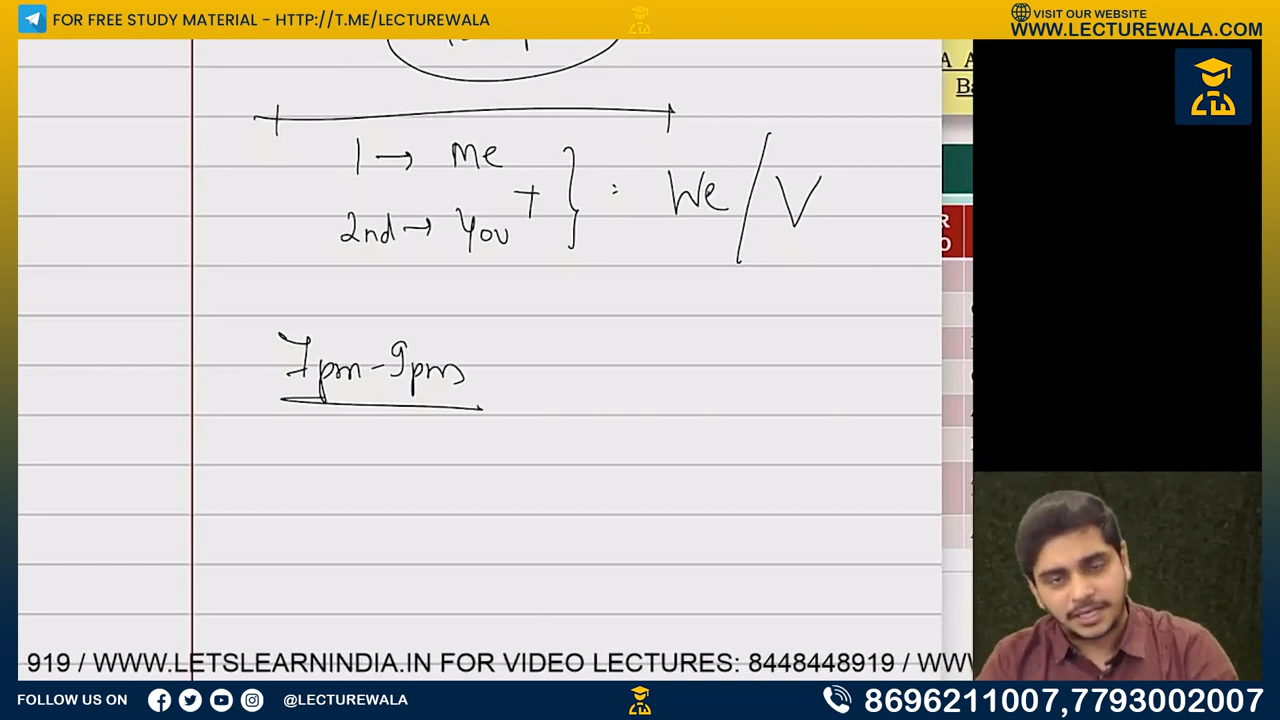 FOR FREE STUDY MATERIAL - HTTP://T.ME/LECTUREWALA
VISIT OUR WEBSITE
WWW.LECTUREWALA.COM
1 → Me
+ } : We / V
2nd → You
7pm - 9pm
919 / WWW.LETSLEARNINDIA.IN FOR VIDEO LECTURES: 8448448919 / WWW
FOLLOW US ON
@LECTUREWALA
8696211007,7793002007